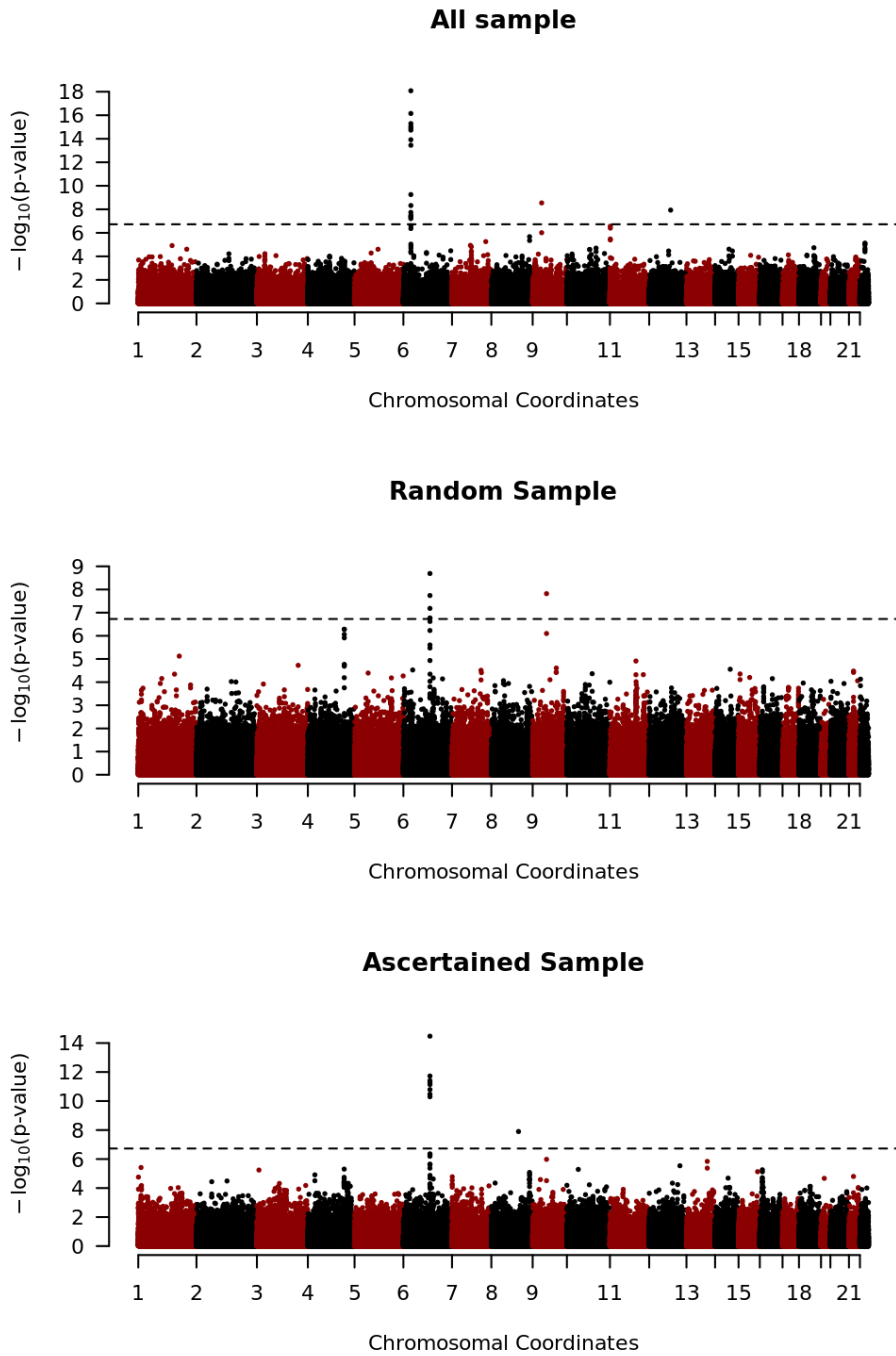 All sample
− log10(p-value)
18
16
14
12
10
8
6
4
2
0
1 2 3 4 5 6 7 8 9 11 13 15 18 21
Chromosomal Coordinates
Random Sample
− log10(p-value)
9
8
7
6
5
4
3
2
1
0
1 2 3 4 5 6 7 8 9 11 13 15 18 21
Chromosomal Coordinates
Ascertained Sample
− log10(p-value)
14
12
10
8
6
4
2
0
1 2 3 4 5 6 7 8 9 11 13 15 18 21
Chromosomal Coordinates